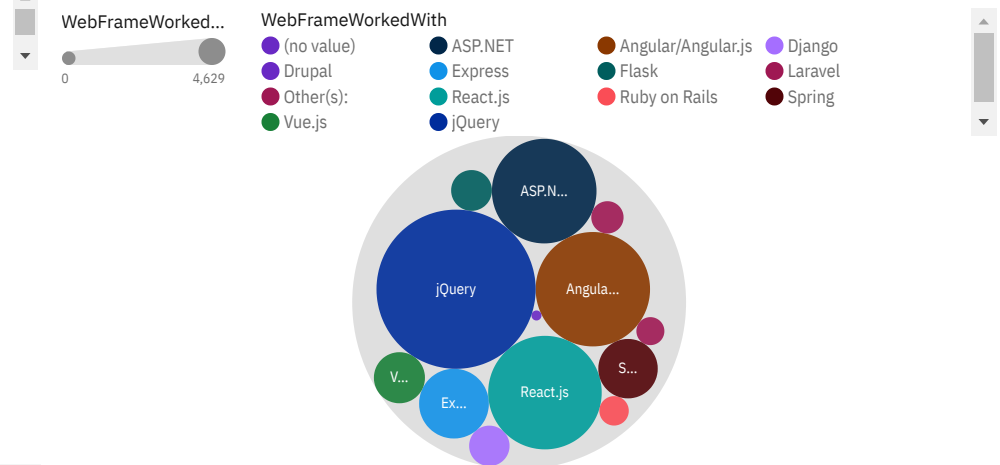 WebFrameWorked...
0 4,629
WebFrameWorkedWith
(no value) ASP.NET Angular/Angular.js Django
Drupal Express Flask Laravel
Other(s): React.js Ruby on Rails Spring
Vue.js jQuery
ASP.N...
jQuery Angula...
V... Ex... React.js S...